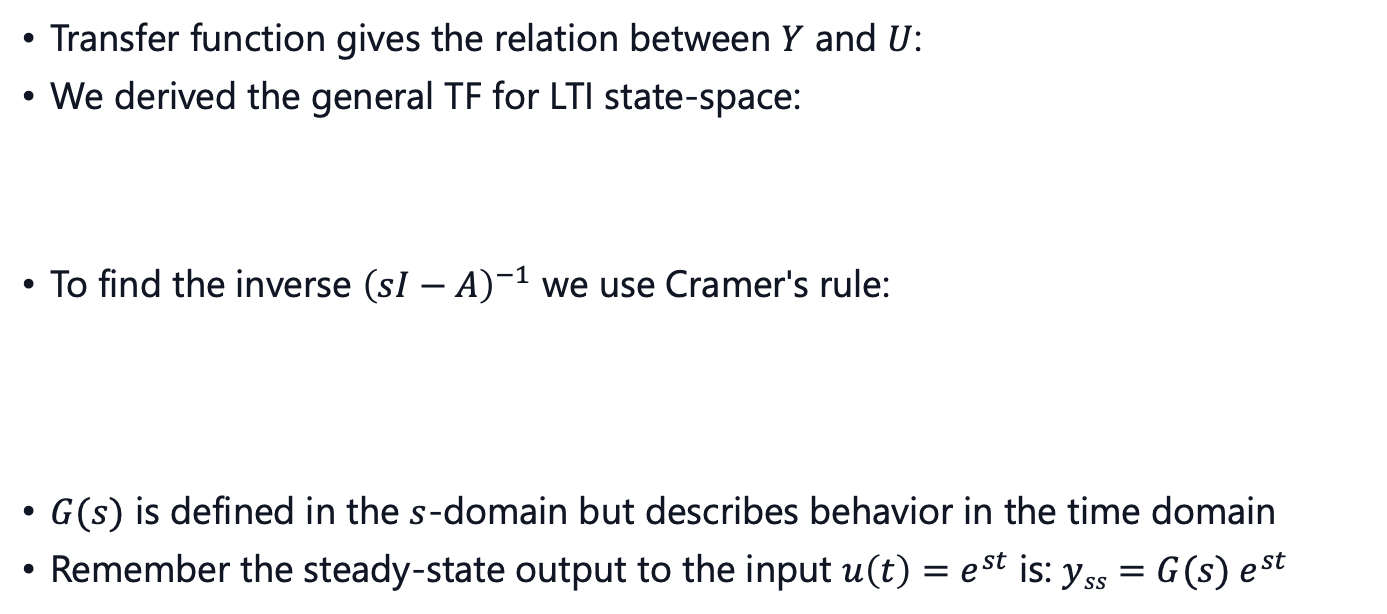 • Transfer function gives the relation between Y and U:
• We derived the general TF for LTI state-space:
• To find the inverse (sI − A)⁻¹ we use Cramer's rule:
• G(s) is defined in the s-domain but describes behavior in the time domain
• Remember the steady-state output to the input u(t) = eˢᵗ is: yₛₛ = G(s) eˢᵗ